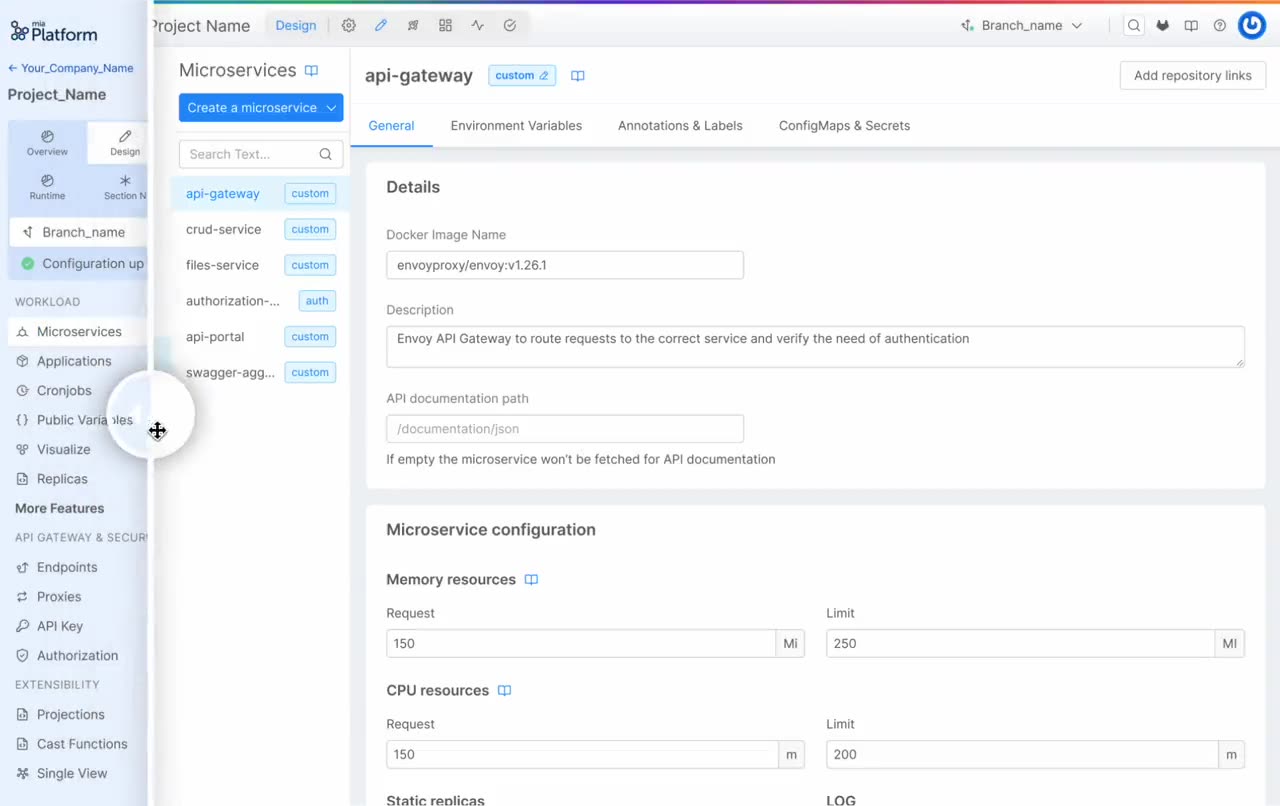 mia
Platform
Your_Company_Name
Project_Name
Overview
Design
Runtime
Section N
Branch_name
Configuration up
WORKLOAD
Microservices
Applications
Cronjobs
Public Variables
Visualize
Replicas
More Features
API GATEWAY & SECUR
Endpoints
Proxies
API Key
Authorization
EXTENSIBILITY
Projections
Cast Functions
Single View
Project Name
Design
Branch_name
Microservices
Create a microservice
Search Text...
api-gateway custom
crud-service custom
files-service custom
authorization-... auth
api-portal custom
swagger-agg... custom
api-gateway custom
Add repository links
General Environment Variables Annotations & Labels ConfigMaps & Secrets
Details
Docker Image Name
envoyproxy/envoy:v1.26.1
Description
Envoy API Gateway to route requests to the correct service and verify the need of authentication
API documentation path
/documentation/json
If empty the microservice won't be fetched for API documentation
Microservice configuration
Memory resources
Request Limit
150 Mi 250 MI
CPU resources
Request Limit
150 m 200 m
Static replicas LOG